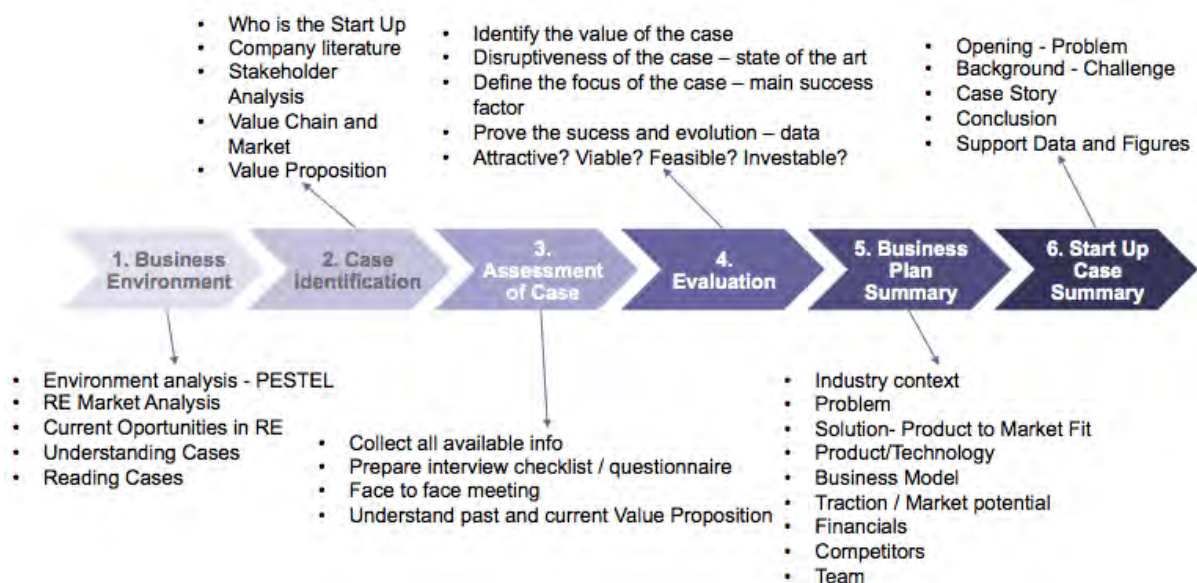 • Who is the Start Up
• Company literature
• Stakeholder
Analysis
• Value Chain and
Market
• Value Proposition
• Identify the value of the case
• Disruptiveness of the case – state of the art
• Define the focus of the case – main success
factor
• Prove the sucess and evolution – data
• Attractive? Viable? Feasible? Investable?
• Opening - Problem
• Background - Challenge
• Case Story
• Conclusion
• Support Data and Figures
1. Business
Environment
2. Case
identification
3.
Assessment
of Case
4.
Evaluation
5. Business
Plan
Summary
6. Start Up
Case
Summary
• Environment analysis - PESTEL
• RE Market Analysis
• Current Oportunities in RE
• Understanding Cases
• Reading Cases
• Collect all available info
• Prepare interview checklist / questionnaire
• Face to face meeting
• Understand past and current Value Proposition
• Industry context
• Problem
• Solution- Product to Market Fit
• Product/Technology
• Business Model
• Traction / Market potential
• Financials
• Competitors
• Team